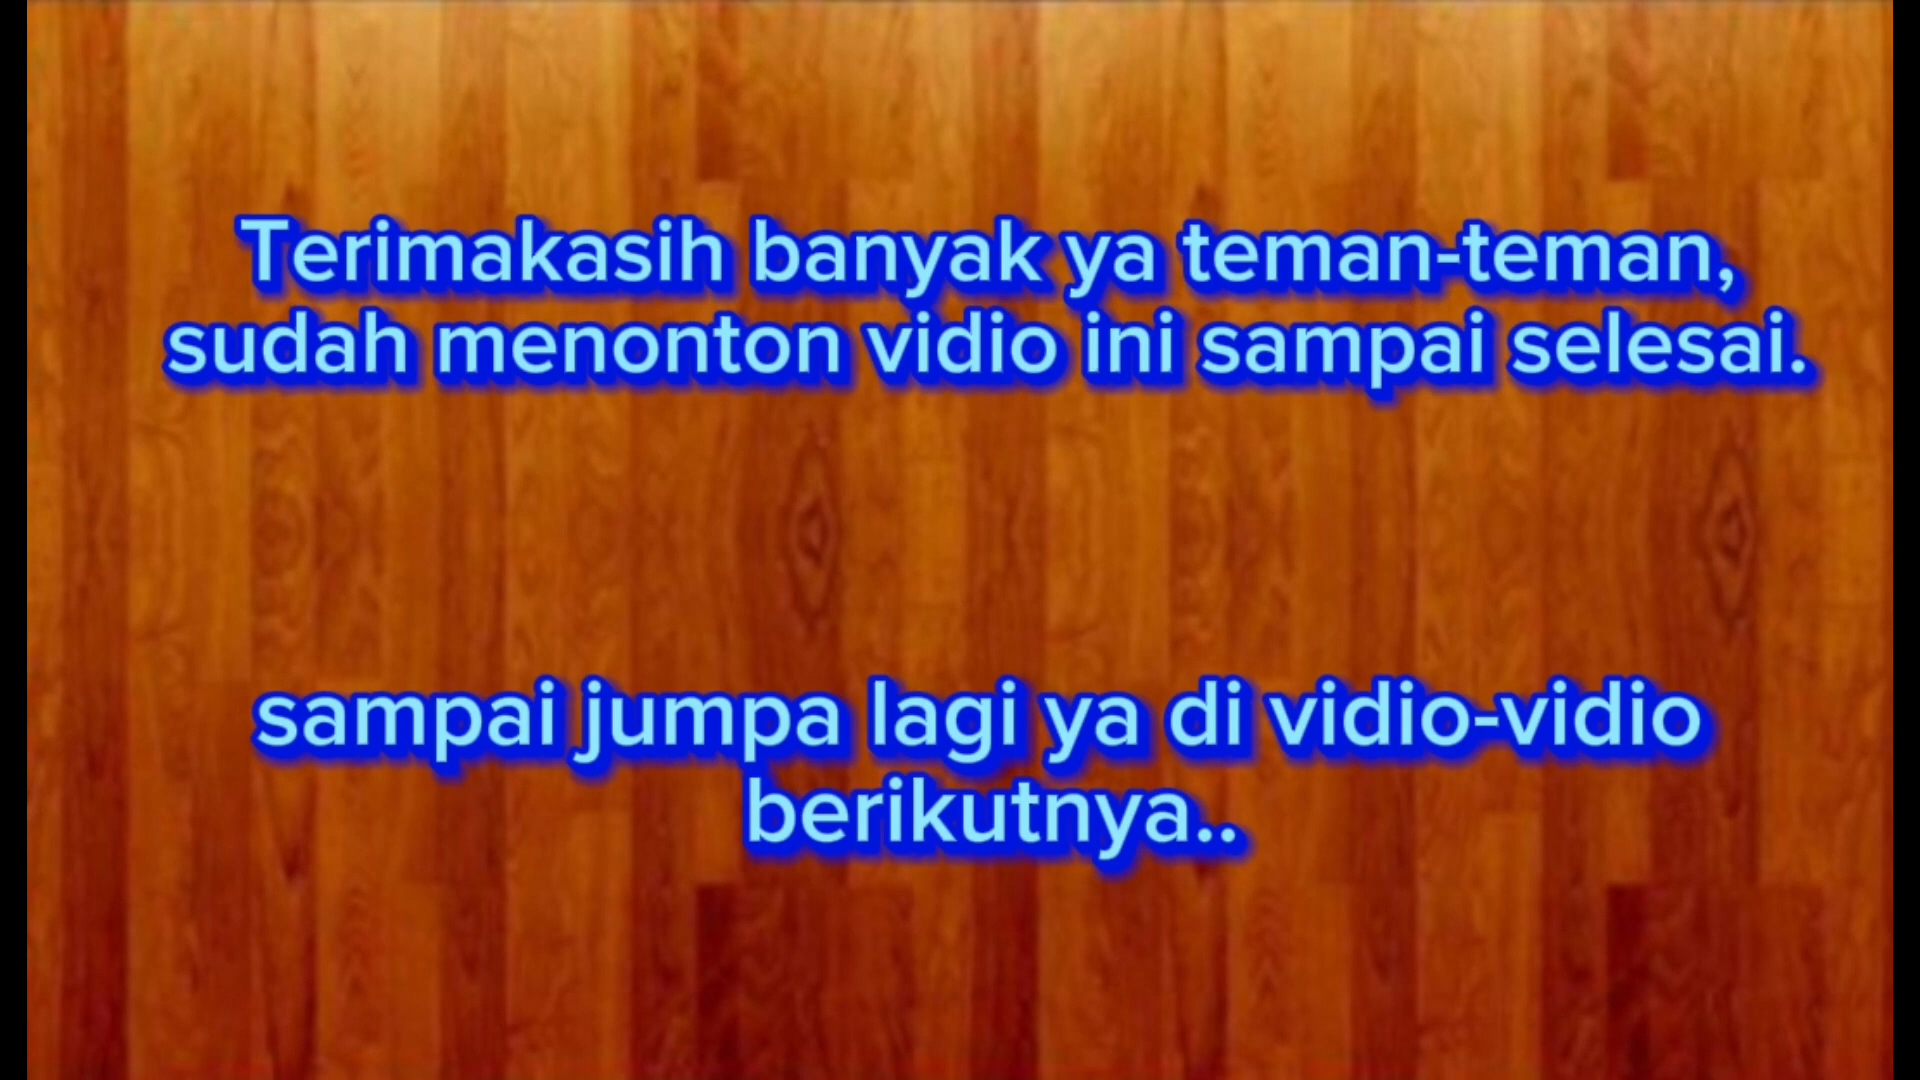 Terimakasih banyak ya teman-teman,
sudah menonton vidio ini sampai selesai.
sampai jumpa lagi ya di vidio-vidio
berikutnya..